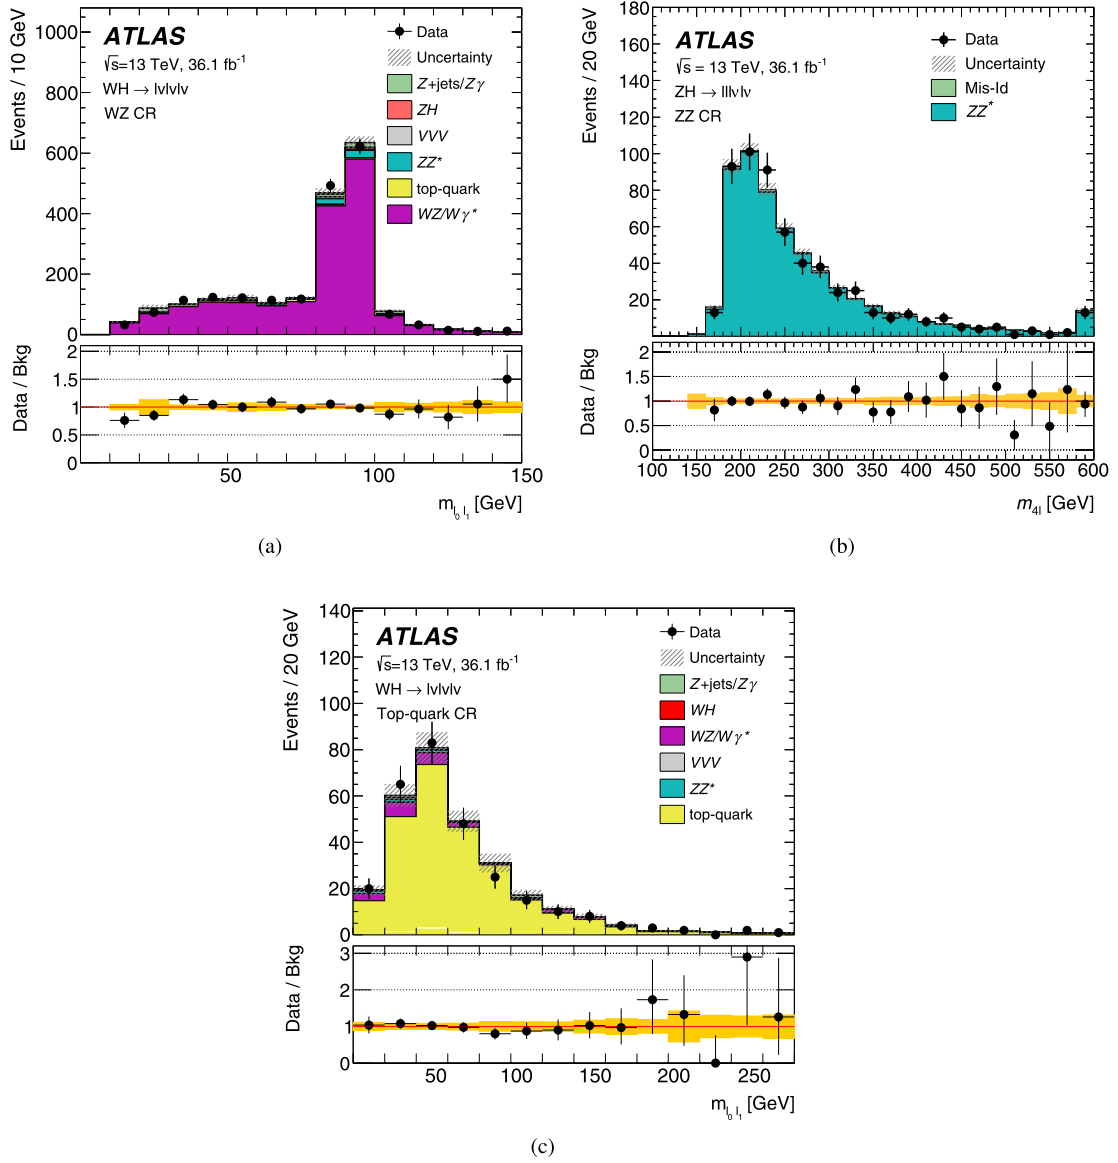 Events / 10 GeV
1000
800
600
400
200
0
ATLAS
√s=13 TeV, 36.1 fb⁻¹
WH → lνlνlν
WZ CR
Data
Uncertainty
Z+jets/Zγ
ZH
VVV
ZZ*
top-quark
WZ/Wγ*
Data / Bkg
2
1.5
1
0.5
0
50 100 150
m_{l_0 l_1} [GeV]
(a)
Events / 20 GeV
180
160
140
120
100
80
60
40
20
ATLAS
√s = 13 TeV, 36.1 fb⁻¹
ZH → lllνlν
ZZ CR
Data
Uncertainty
Mis-Id
ZZ*
Data / Bkg
2
1.5
1
0.5
0
100 150 200 250 300 350 400 450 500 550 600
m_{4l} [GeV]
(b)
Events / 20 GeV
140
120
100
80
60
40
20
0
ATLAS
√s=13 TeV, 36.1 fb⁻¹
WH → lνlνlν
Top-quark CR
Data
Uncertainty
Z+jets/Zγ
WH
WZ/Wγ*
VVV
ZZ*
top-quark
Data / Bkg
3
2
1
0
50 100 150 200 250
m_{l_0 l_1} [GeV]
(c)